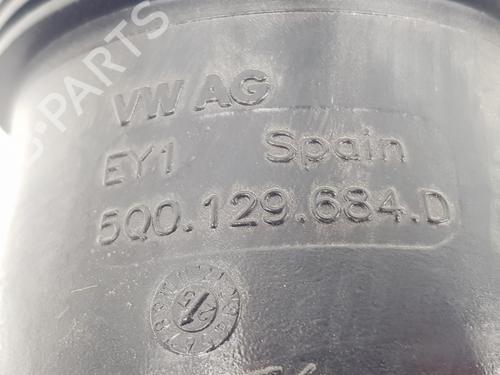 VW AG
EY1 Spain
5Q0.129.684.D
B-PARTS